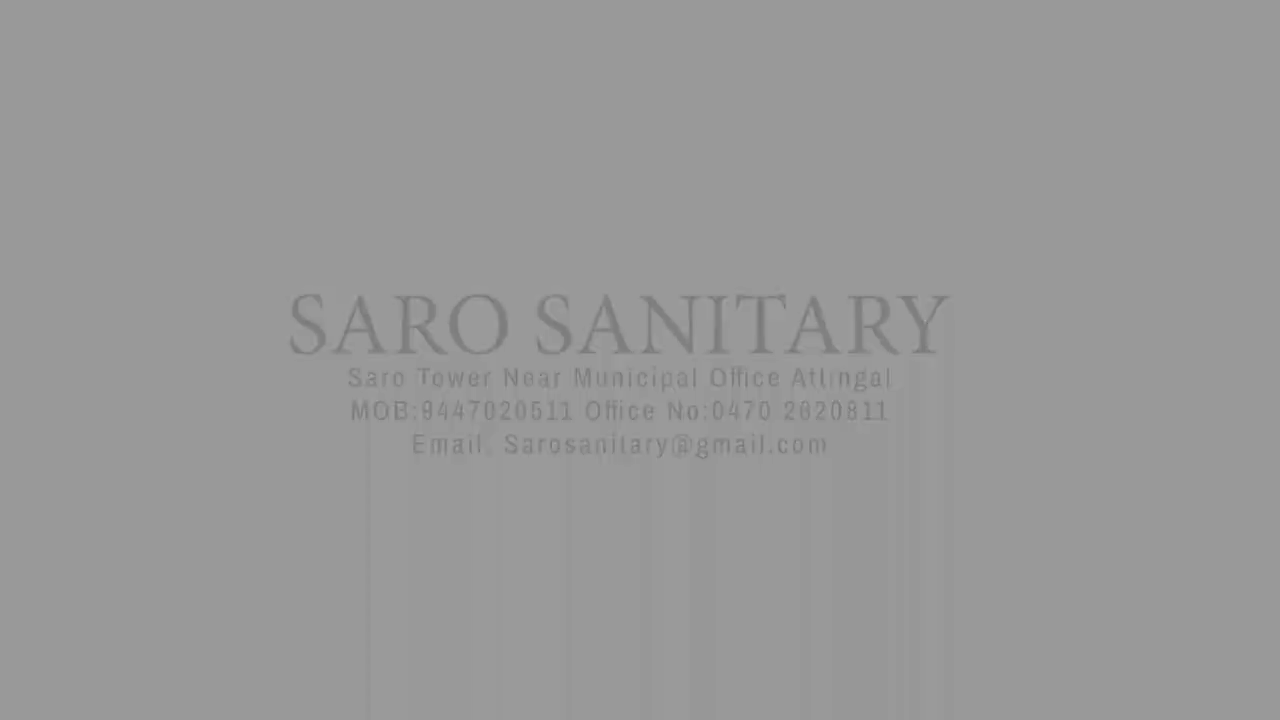 SARO SANITARY
Saro Tower Near Municipal Office Attingal
MOB:9447020511 Office No:0470 2620811
Email. Sarosanitary@gmail.com